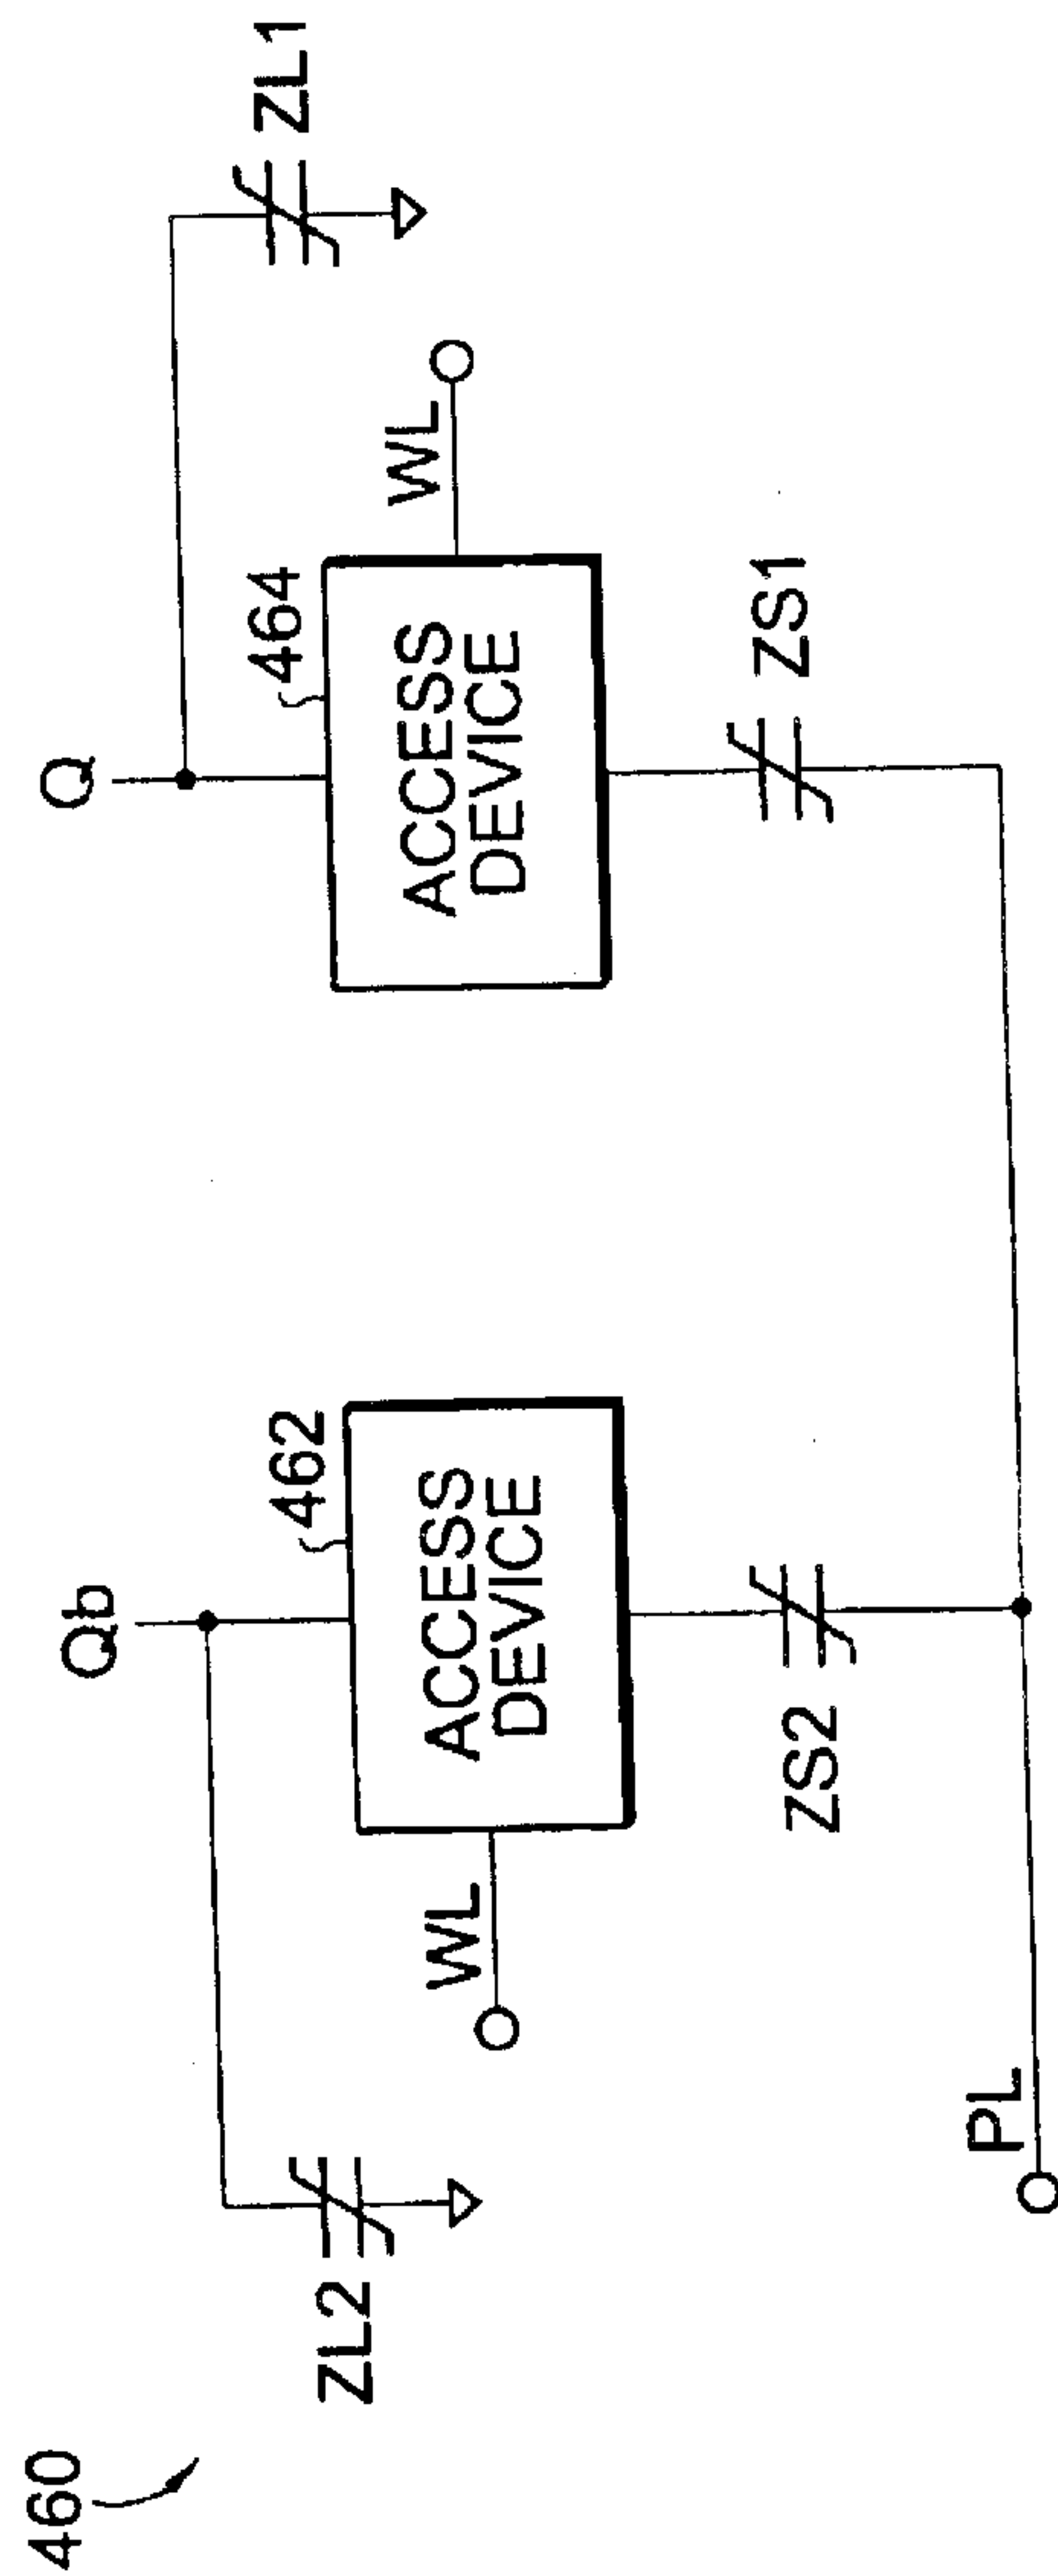 460
Qb
Q
462
464
ZL2
ZL1
WL
ACCESS
DEVICE
ACCESS
DEVICE
WL
ZS2
ZS1
PL